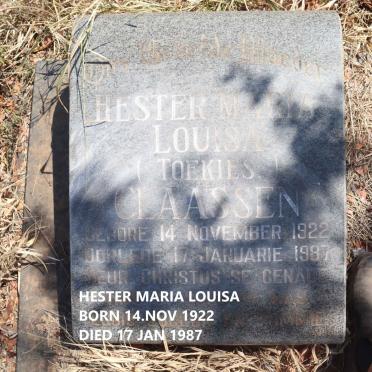 HESTER MARIA
LOUISA
( TOEKIES )
CLAASSEN
GEBORE 14 NOVEMBER 1922
OORLEDE 17 JANUARIE 1987
DEUR CHRISTUS SE GENADE
HESTER MARIA LOUISA
BORN 14.NOV 1922
DIED 17 JAN 1987